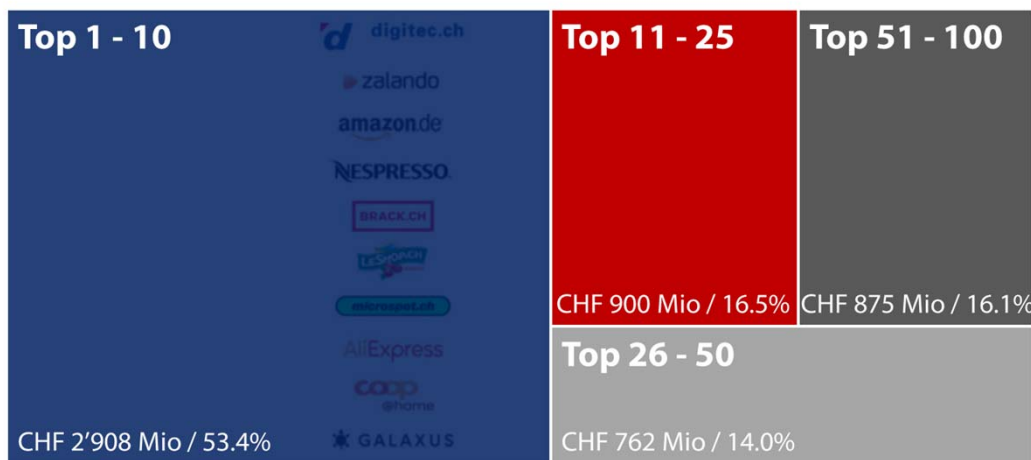 Top 1 - 10
digitec.ch
zalando
amazon.de
NESPRESSO.
BRACK.CH
LeSHOP.CH
microspot.ch
AliExpress
coop
@home
GALAXUS
CHF 2’908 Mio / 53.4%
Top 11 - 25
CHF 900 Mio / 16.5%
Top 51 - 100
CHF 875 Mio / 16.1%
Top 26 - 50
CHF 762 Mio / 14.0%